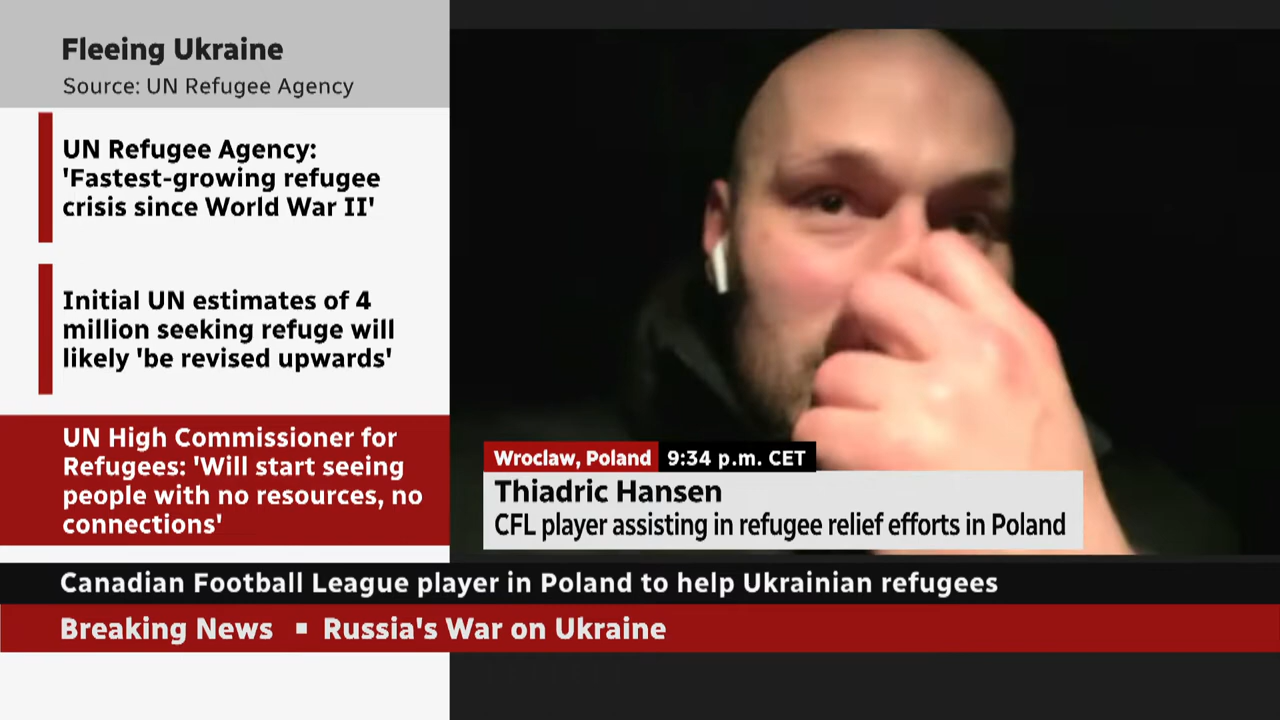 Fleeing Ukraine
Source: UN Refugee Agency
UN Refugee Agency:
'Fastest-growing refugee
crisis since World War II'
Initial UN estimates of 4
million seeking refuge will
likely 'be revised upwards'
UN High Commissioner for
Refugees: 'Will start seeing
people with no resources, no
connections'
Wroclaw, Poland 9:34 p.m. CET
Thiadric Hansen
CFL player assisting in refugee relief efforts in Poland
Canadian Football League player in Poland to help Ukrainian refugees
Breaking News ▪ Russia's War on Ukraine